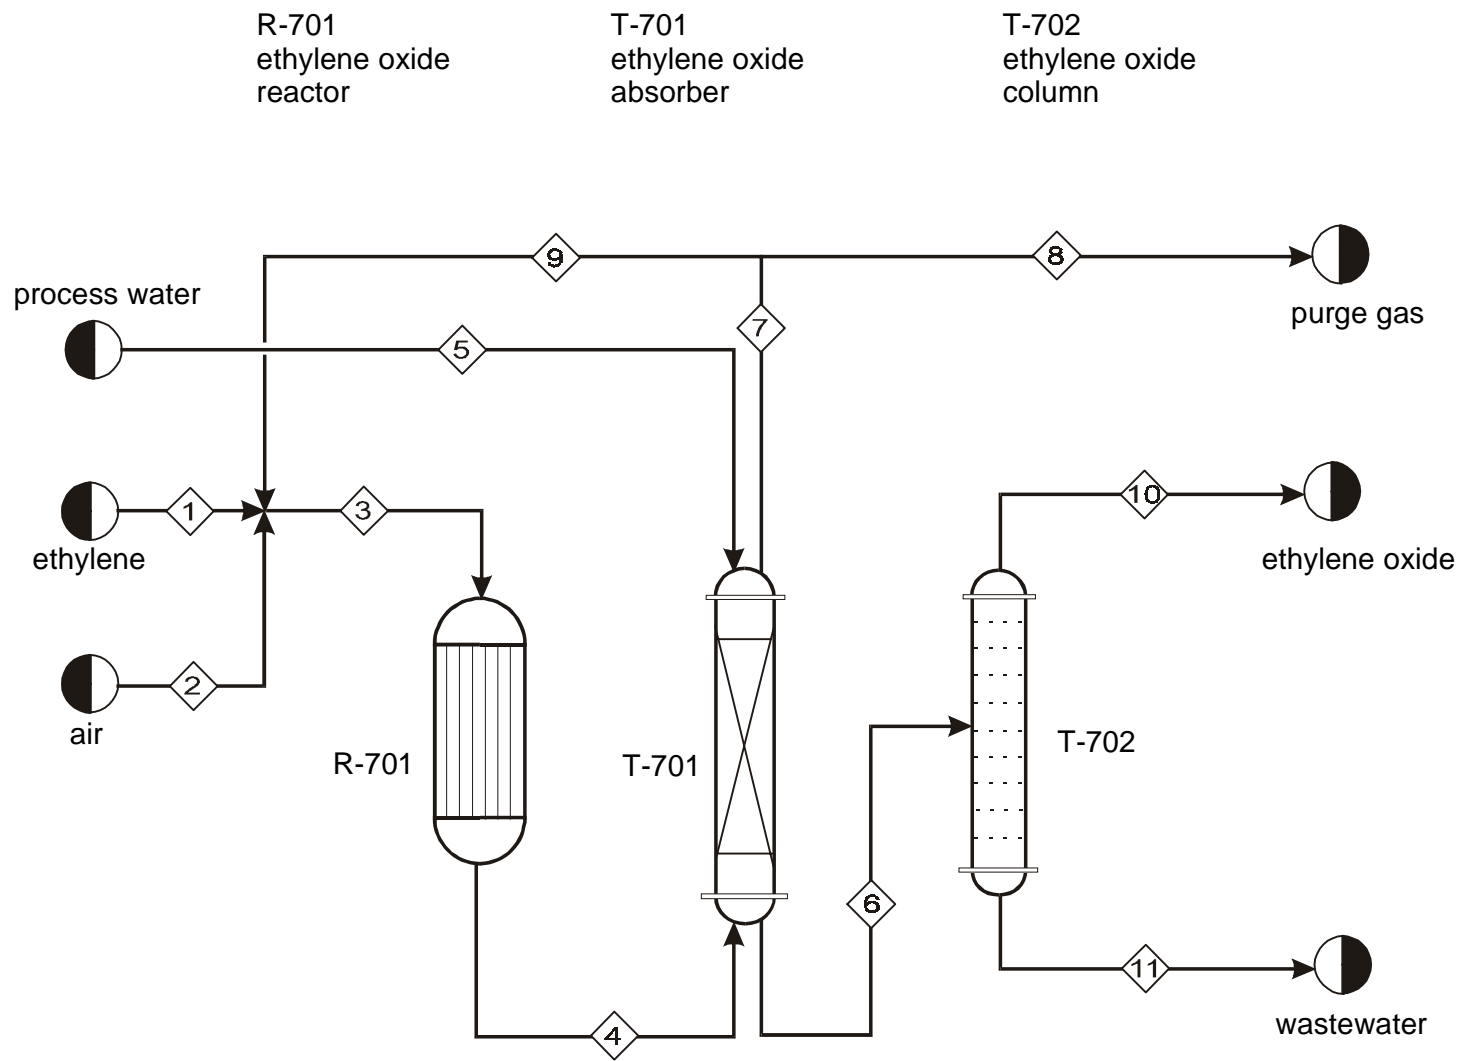 R-701
ethylene oxide
reactor
T-701
ethylene oxide
absorber
T-702
ethylene oxide
column
9
8
process water
7
purge gas
5
10
1
3
ethylene
ethylene oxide
2
air
R-701
T-701
T-702
6
11
wastewater
4